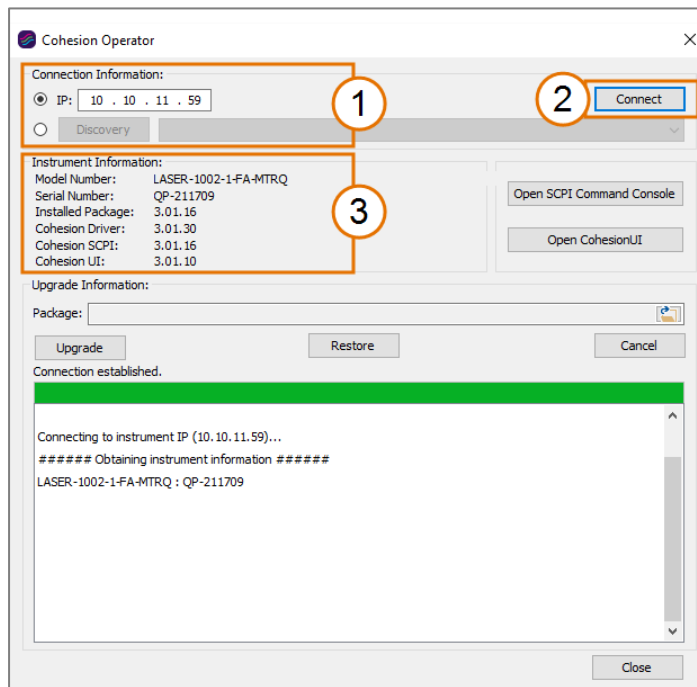 Cohesion Operator
Connection Information:
IP: 10 . 10 . 11 . 59
1
2
Connect
Discovery
Instrument Information:
Model Number: LASER-1002-1-FA-MTRQ
Serial Number: QP-211709
Installed Package: 3.01.16
Cohesion Driver: 3.01.30
Cohesion SCPI: 3.01.16
Cohesion UI: 3.01.10
3
Open SCPI Command Console
Open CohesionUI
Upgrade Information:
Package:
Upgrade
Restore
Cancel
Connection established.
Connecting to instrument IP (10.10.11.59)...
###### Obtaining instrument information ######
LASER-1002-1-FA-MTRQ : QP-211709
Close